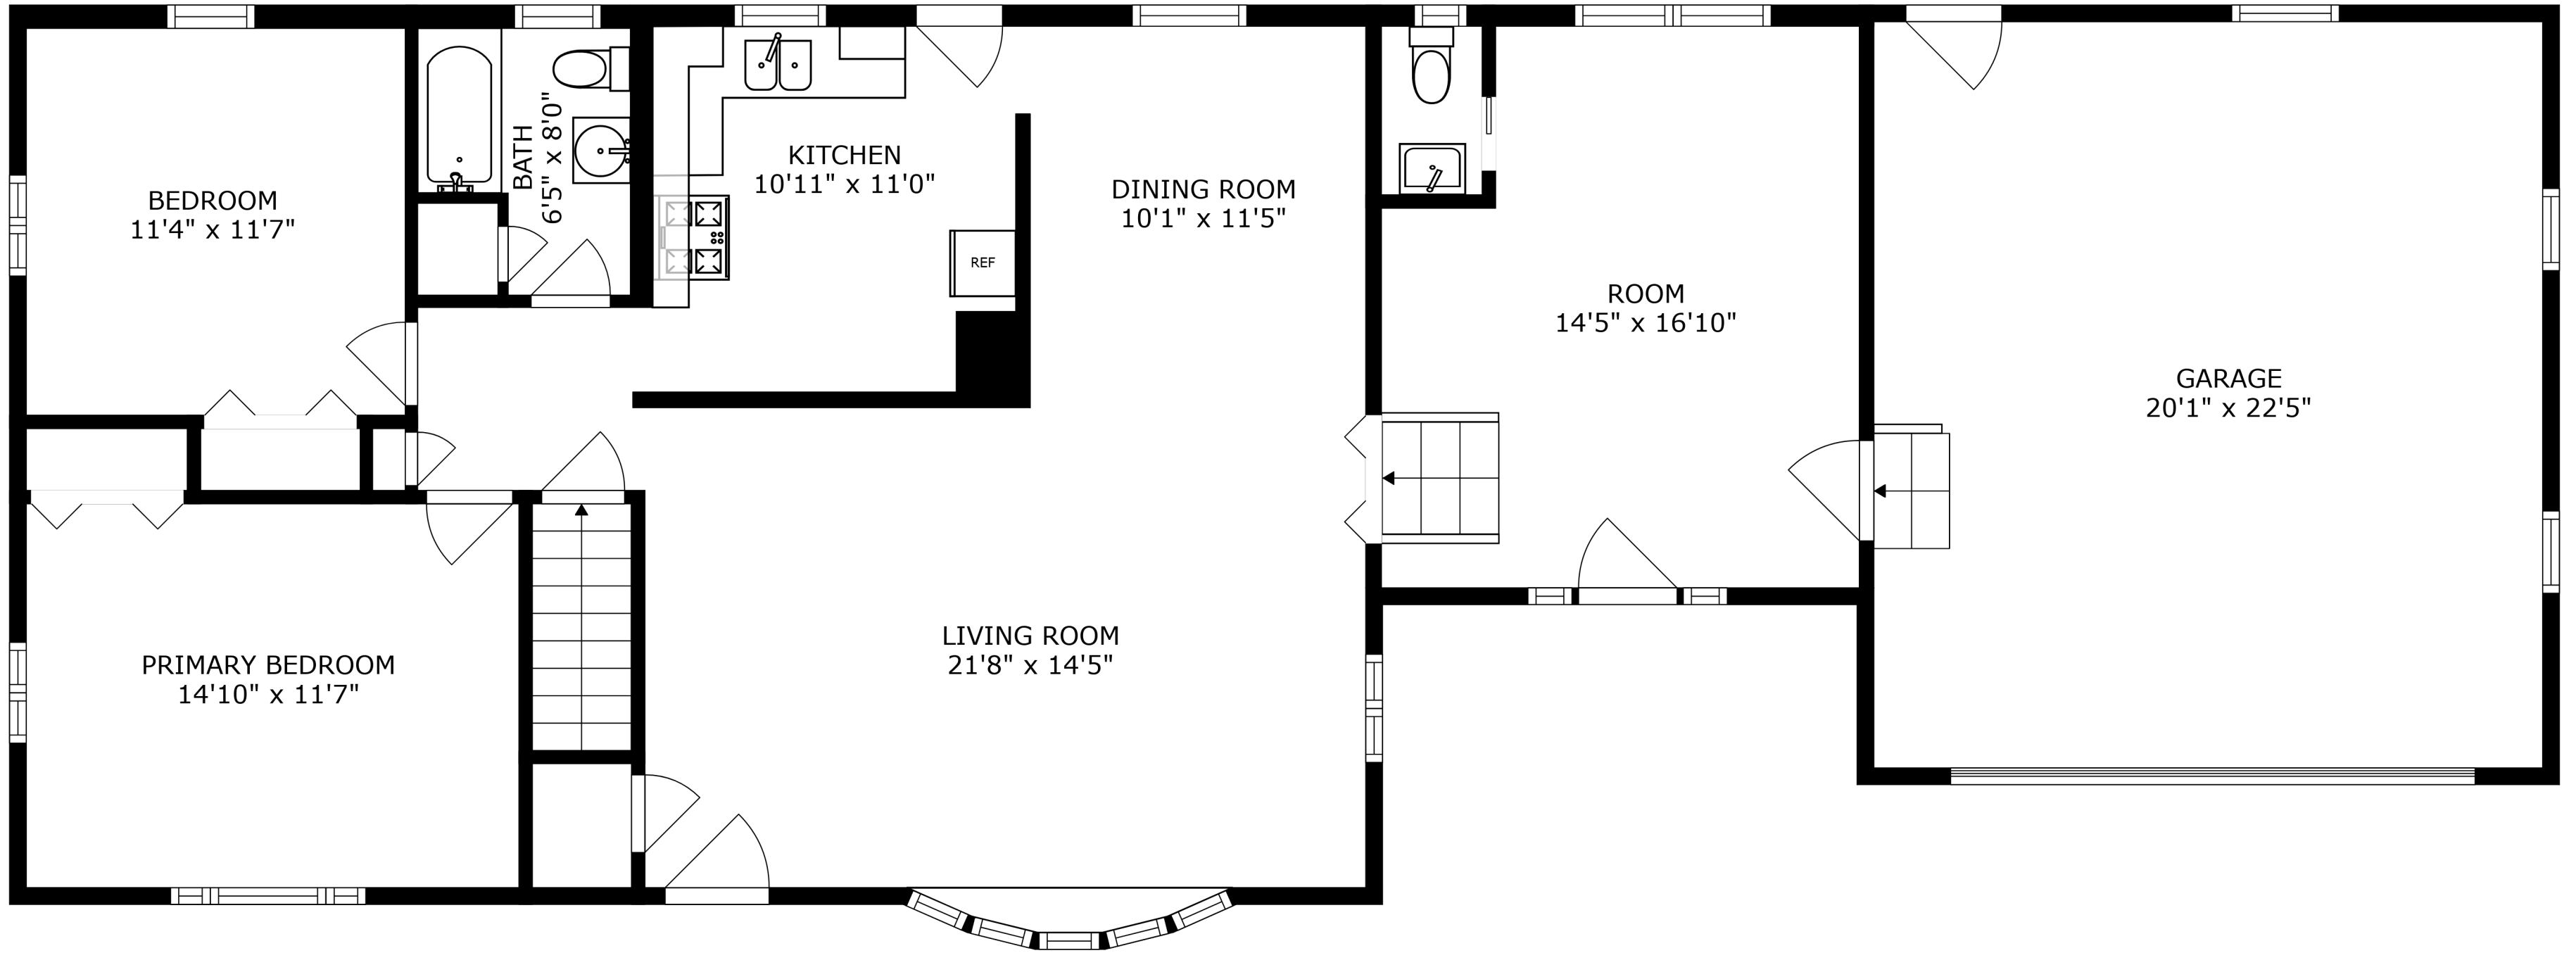 BEDROOM
11'4" x 11'7"
BATH
6'5" x 8'0"
KITCHEN
10'11" x 11'0"
REF
DINING ROOM
10'1" x 11'5"
ROOM
14'5" x 16'10"
GARAGE
20'1" x 22'5"
PRIMARY BEDROOM
14'10" x 11'7"
LIVING ROOM
21'8" x 14'5"